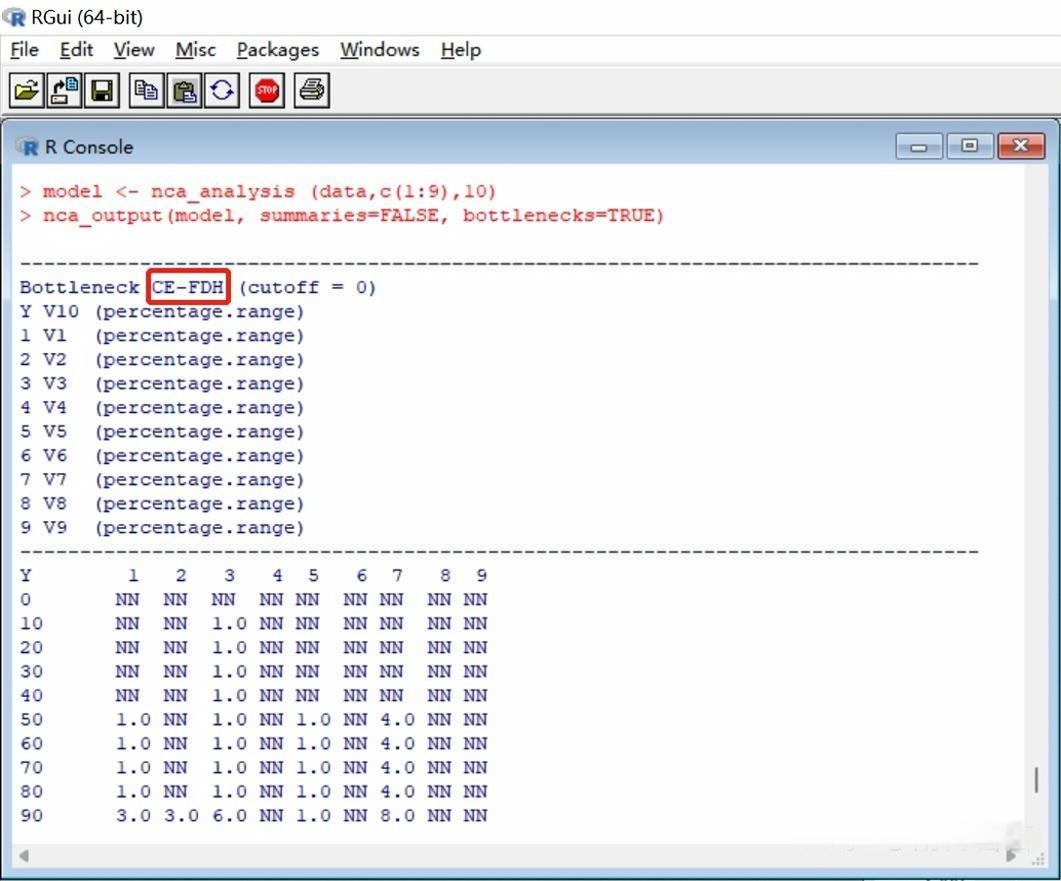 RGui (64-bit)
File Edit View Misc Packages Windows Help
STOP
R Console
> model <- nca_analysis (data,c(1:9),10)
> nca_output(model, summaries=FALSE, bottlenecks=TRUE)
--------------------------------------------------------------------------------
Bottleneck CE-FDH (cutoff = 0)
Y V10 (percentage.range)
1 V1 (percentage.range)
2 V2 (percentage.range)
3 V3 (percentage.range)
4 V4 (percentage.range)
5 V5 (percentage.range)
6 V6 (percentage.range)
7 V7 (percentage.range)
8 V8 (percentage.range)
9 V9 (percentage.range)
--------------------------------------------------------------------------------
Y 1 2 3 4 5 6 7 8 9
0 NN NN NN NN NN NN NN NN NN
10 NN NN 1.0 NN NN NN NN NN NN
20 NN NN 1.0 NN NN NN NN NN NN
30 NN NN 1.0 NN NN NN NN NN NN
40 NN NN 1.0 NN NN NN NN NN NN
50 1.0 NN 1.0 NN 1.0 NN 4.0 NN NN
60 1.0 NN 1.0 NN 1.0 NN 4.0 NN NN
70 1.0 NN 1.0 NN 1.0 NN 4.0 NN NN
80 1.0 NN 1.0 NN 1.0 NN 4.0 NN NN
90 3.0 3.0 6.0 NN 1.0 NN 8.0 NN NN